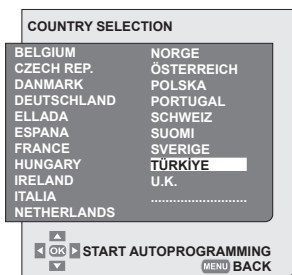 COUNTRY SELECTION
BELGIUM
CZECH REP.
DANMARK
DEUTSCHLAND
ELLADA
ESPANA
FRANCE
HUNGARY
IRELAND
ITALIA
NETHERLANDS
NORGE
ÖSTERREICH
POLSKA
PORTUGAL
SCHWEIZ
SUOMI
SVERIGE
TÜRKİYE
U.K.
..........................
OK START AUTOPROGRAMMING
MENU BACK